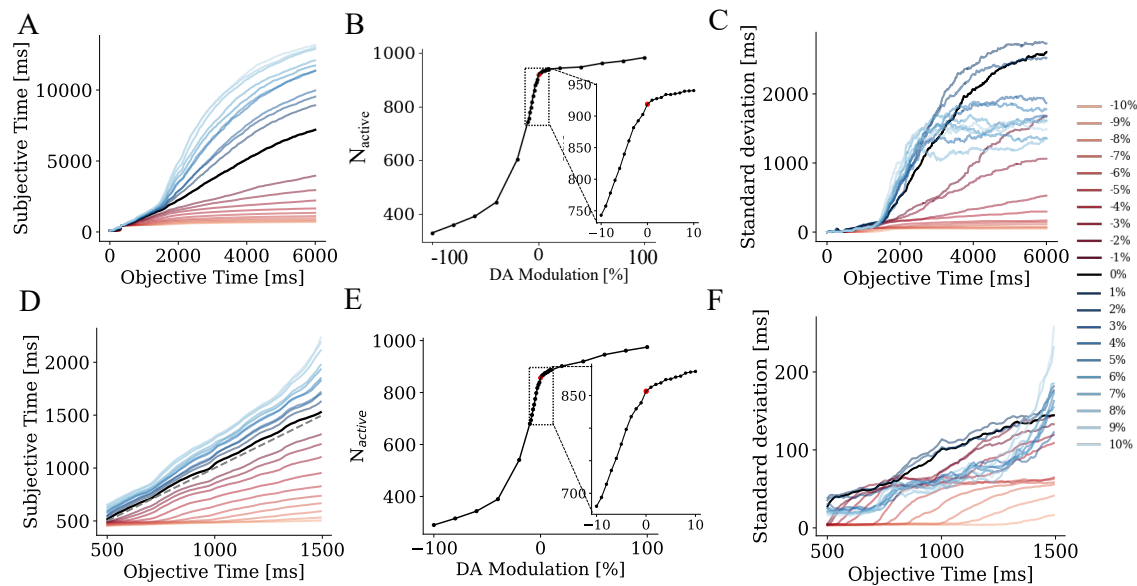 A
Subjective Time [ms]
10000
5000
0
0 2000 4000 6000
Objective Time [ms]
B
N_active
1000
800
600
400
−100 0 100
DA Modulation [%]
950
900
850
800
750
−10 0 10
C
Standard deviation [ms]
2000
1000
0
0 2000 4000 6000
Objective Time [ms]
D
Subjective Time [ms]
2000
1500
1000
500
500 1000 1500
Objective Time [ms]
E
N_active
1000
800
600
400
−100 0 100
DA Modulation [%]
850
700
−10 0 10
F
Standard deviation [ms]
200
100
0
500 1000 1500
Objective Time [ms]
-10%
-9%
-8%
-7%
-6%
-5%
-4%
-3%
-2%
-1%
0%
1%
2%
3%
4%
5%
6%
7%
8%
9%
10%